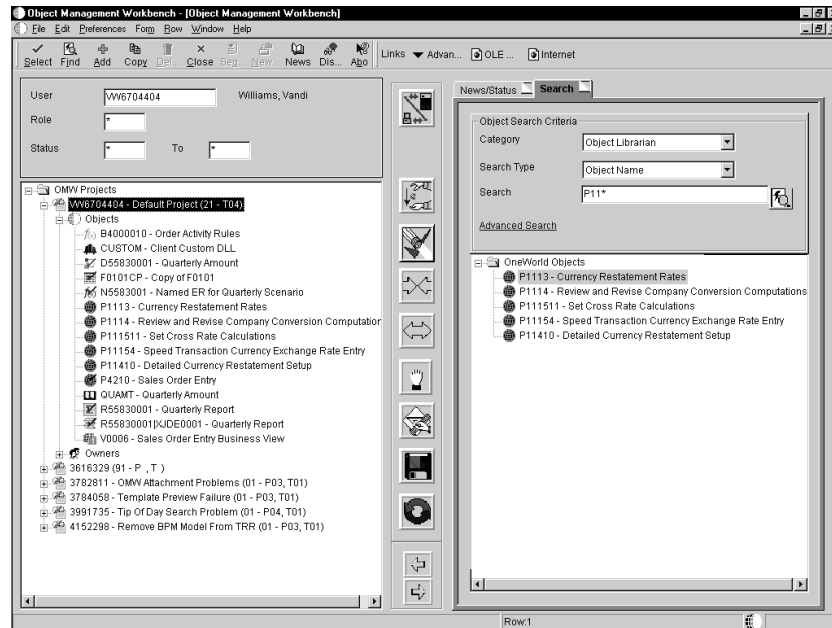 Object Management Workbench - [Object Management Workbench]
File Edit Preferences Form Row Window Help
Select Find Add Copy Del... Close Seq... New... News Dis... Abo
Links Advan... OLE ... Internet
User VW6704404 Williams, Vandi
Role *
Status * To *
OMW Projects
VW6704404 - Default Project (21 - T04)
Objects
B4000010 - Order Activity Rules
CUSTOM - Client Custom DLL
D55830001 - Quarterly Amount
F0101CP - Copy of F0101
N5583001 - Named ER for Quarterly Scenario
P1113 - Currency Restatement Rates
P1114 - Review and Revise Company Conversion Computation
P111511 - Set Cross Rate Calculations
P11154 - Speed Transaction Currency Exchange Rate Entry
P11410 - Detailed Currency Restatement Setup
P4210 - Sales Order Entry
QUAMT - Quarterly Amount
R55830001 - Quarterly Report
R55830001|XJDE0001 - Quarterly Report
V0006 - Sales Order Entry Business View
Owners
3616329 (91 - P , T )
3782811 - OMW Attachment Problems (01 - P03, T01)
3784058 - Template Preview Failure (01 - P03, T01)
3991735 - Tip Of Day Search Problem (01 - P04, T01)
4152298 - Remove BPM Model From TRR (01 - P03, T01)
News/Status Search
Object Search Criteria
Category Object Librarian
Search Type Object Name
Search P11*
Advanced Search
OneWorld Objects
P1113 - Currency Restatement Rates
P1114 - Review and Revise Company Conversion Computations
P111511 - Set Cross Rate Calculations
P11154 - Speed Transaction Currency Exchange Rate Entry
P11410 - Detailed Currency Restatement Setup
Row:1